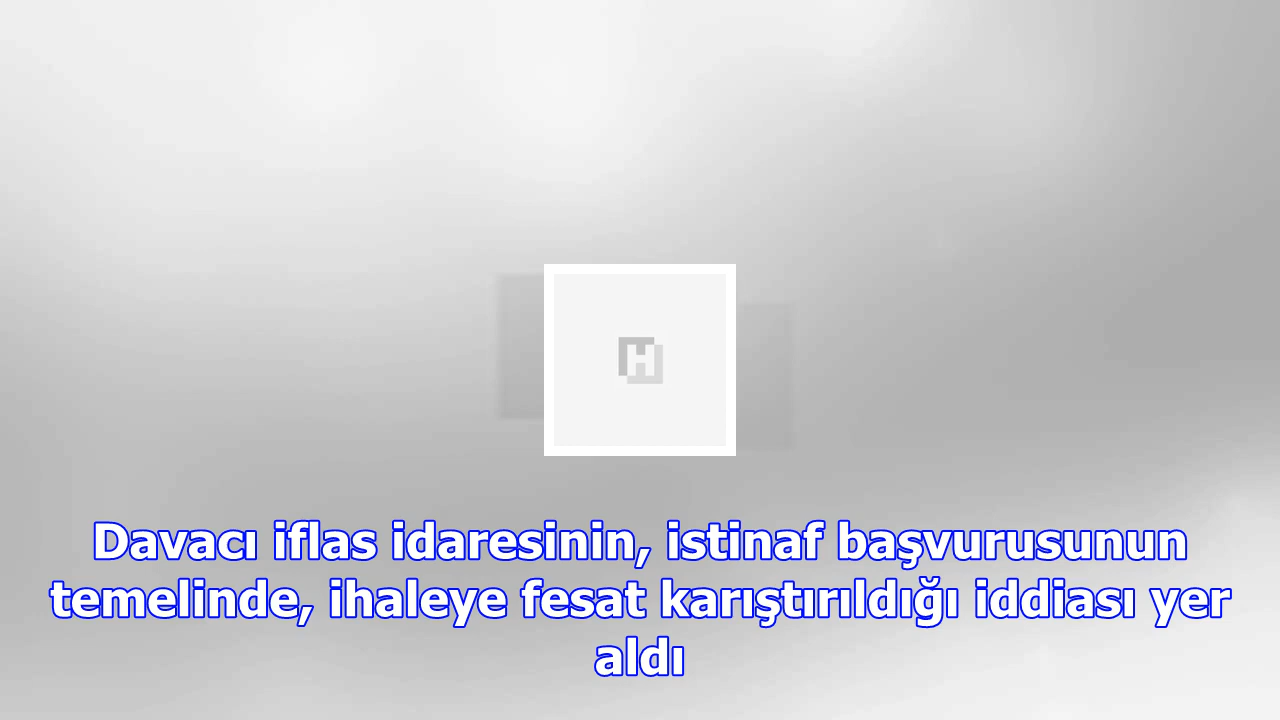 Davacı iflas idaresinin, istinaf başvurusunun
temelinde, ihaleye fesat karıştırıldığı iddiası yer
aldı